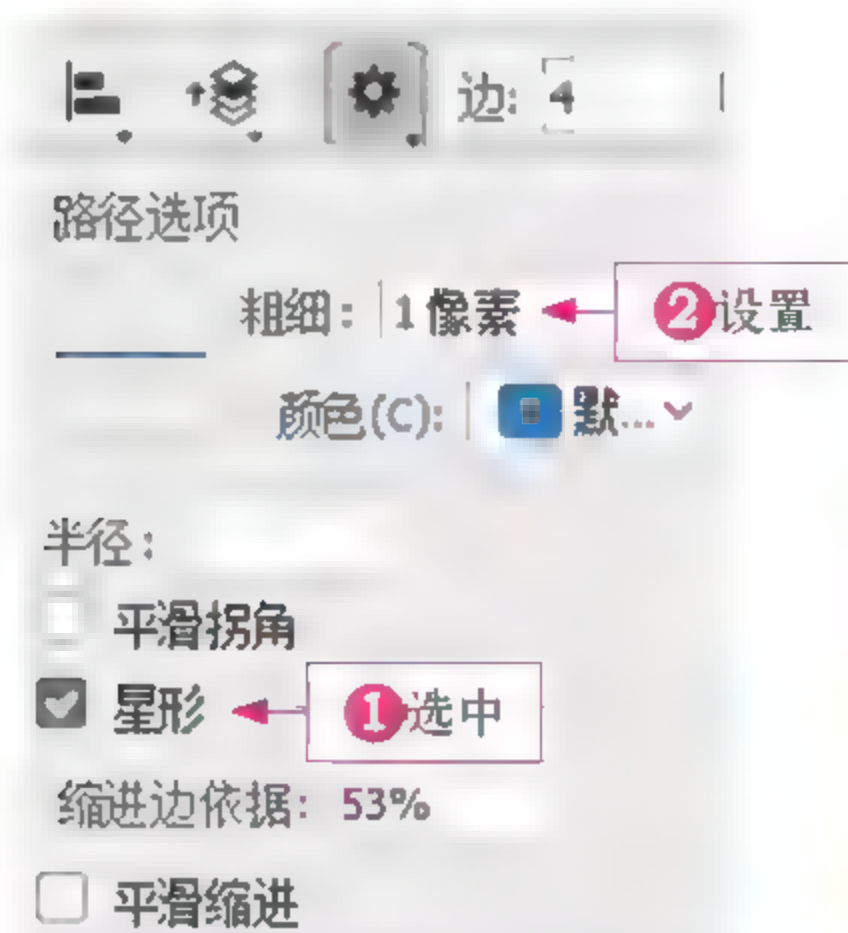 边: 4
路径选项
粗细: 1 像素 2 设置
颜色(C): 默...
半径:
平滑拐角
星形 1 选中
缩进边依据: 53%
平滑缩进